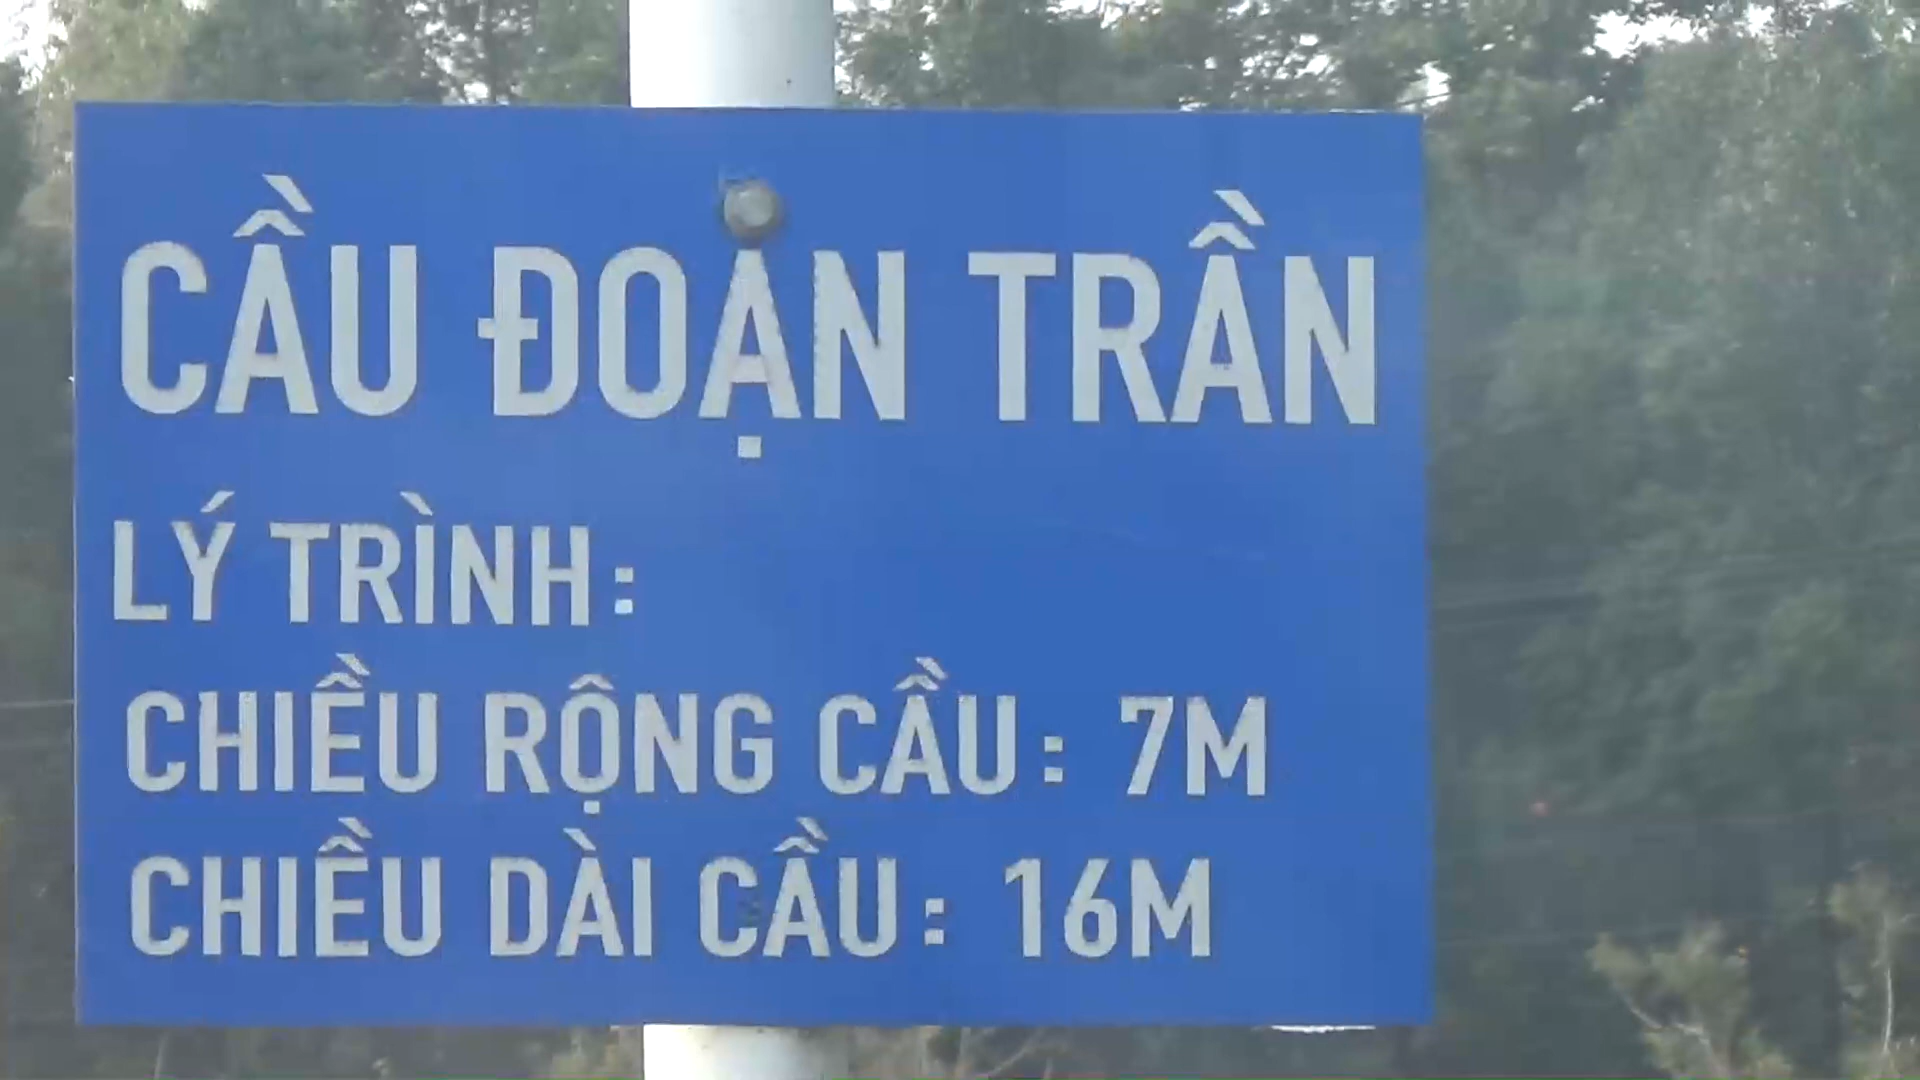 CẦU ĐOẠN TRẦN
LÝ TRÌNH:
CHIỀU RỘNG CẦU: 7M
CHIỀU DÀI CẦU: 16M